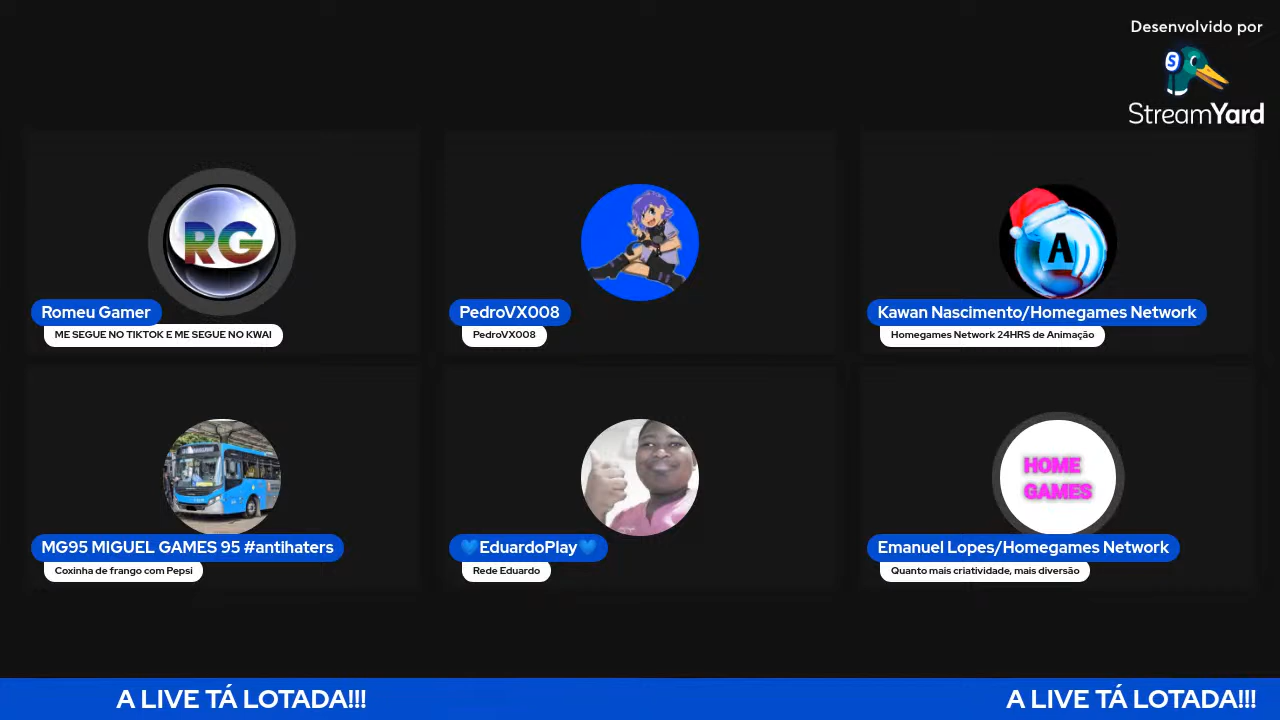 Desenvolvido por
S
StreamYard
RG
Romeu Gamer
ME SEGUE NO TIKTOK E ME SEGUE NO KWAI
PedroVX008
PedroVX008
A
Kawan Nascimento/Homegames Network
Homegames Network 24HRS de Animação
MG95 MIGUEL GAMES 95 #antihaters
Coxinha de frango com Pepsi
💙EduardoPlay💙
Rede Eduardo
HOME
GAMES
Emanuel Lopes/Homegames Network
Quanto mais criatividade, mais diversão
A LIVE TÁ LOTADA!!! A LIVE TÁ LOTADA!!!